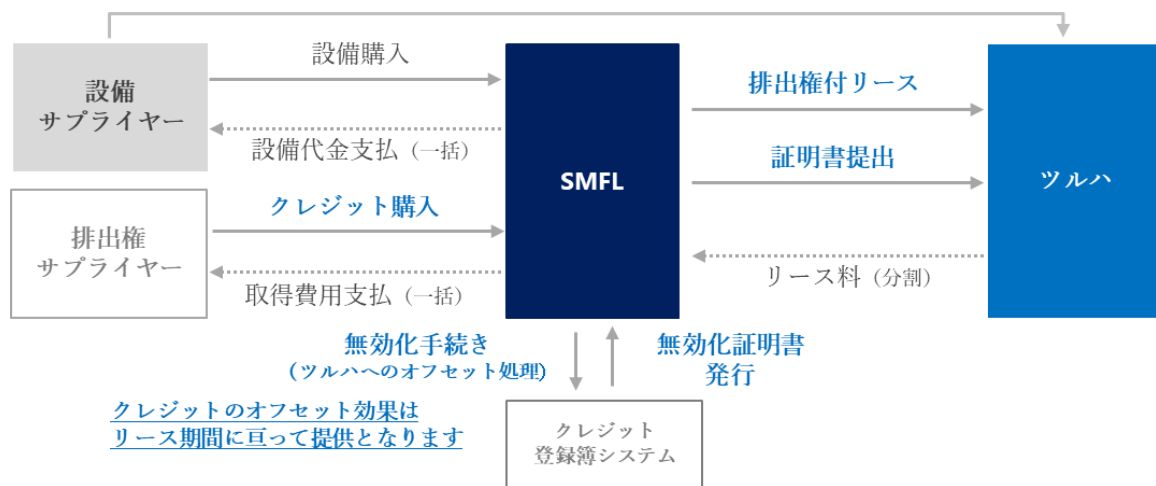 設備
サプライヤー
設備購入
設備代金支払（一括）
排出権
サプライヤー
クレジット購入
取得費用支払（一括）
SMFL
排出権付リース
証明書提出
リース料（分割）
ツルハ
無効化手続き
（ツルハへのオフセット処理）
無効化証明書
発行
クレジットのオフセット効果は
リース期間に亘って提供となります
クレジット
登録簿システム